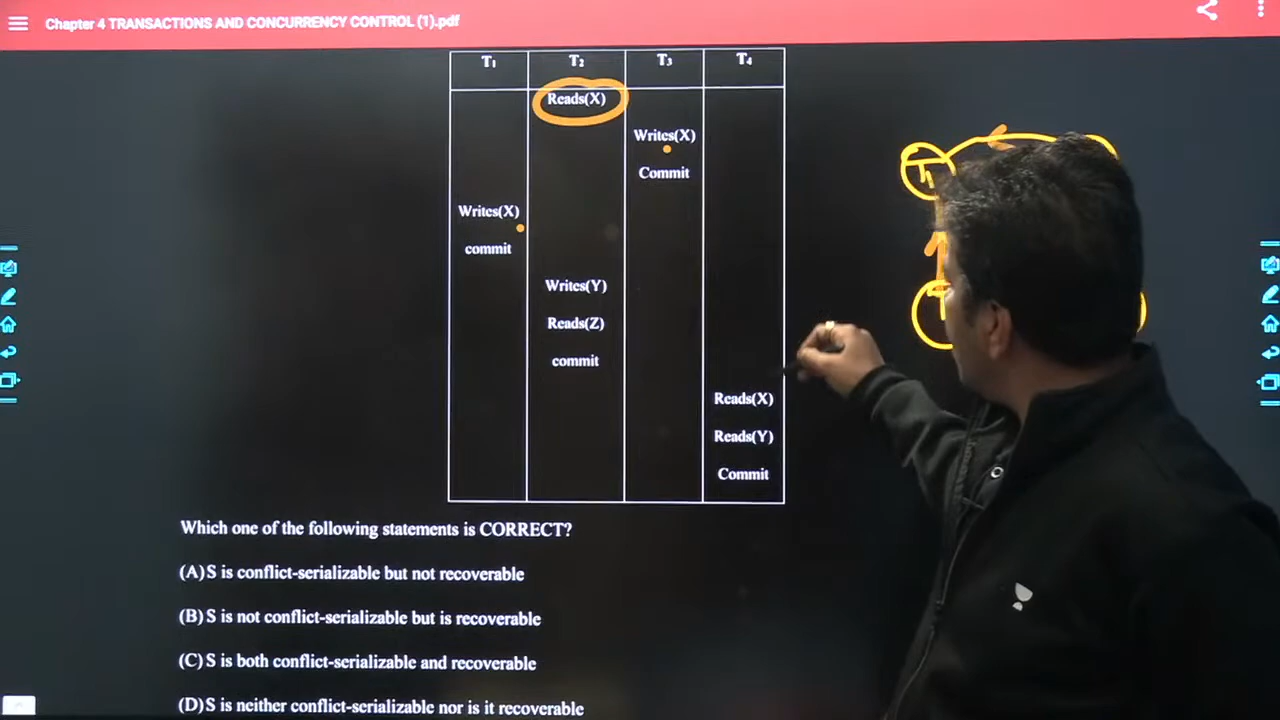 Chapter 4 TRANSACTIONS AND CONCURRENCY CONTROL (1).pdf
T1 T2 T3 T4
Reads(X)
Writes(X)
Commit
Writes(X)
commit
Writes(Y)
Reads(Z)
commit
Reads(X)
Reads(Y)
Commit
T1
Which one of the following statements is CORRECT?
(A) S is conflict-serializable but not recoverable
(B) S is not conflict-serializable but is recoverable
(C) S is both conflict-serializable and recoverable
(D) S is neither conflict-serializable nor is it recoverable